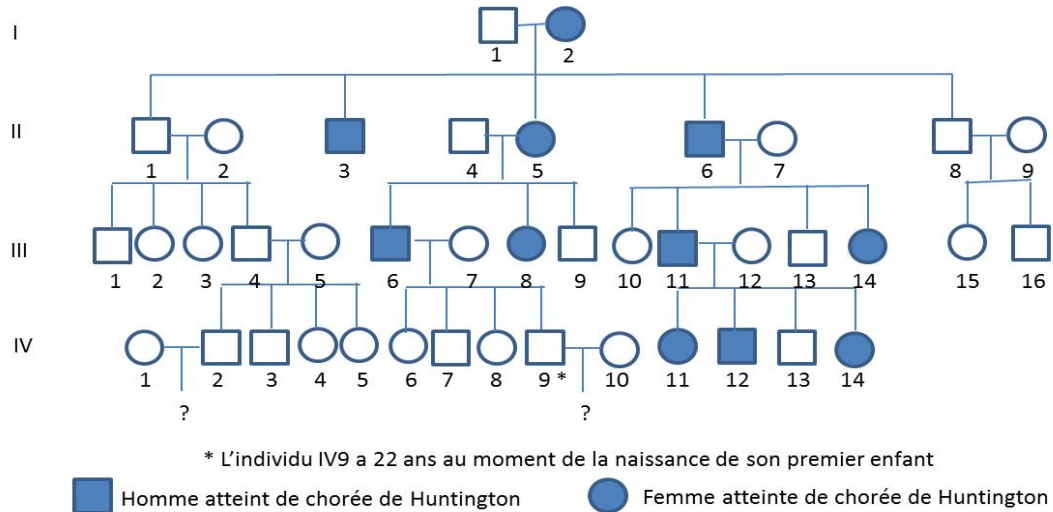 I
1 2
II
1 2 3 4 5 6 7 8 9
III
1 2 3 4 5 6 7 8 9 10 11 12 13 14 15 16
IV
1 2 3 4 5 6 7 8 9 * 10 11 12 13 14
? ?
* L'individu IV9 a 22 ans au moment de la naissance de son premier enfant
Homme atteint de chorée de Huntington Femme atteinte de chorée de Huntington